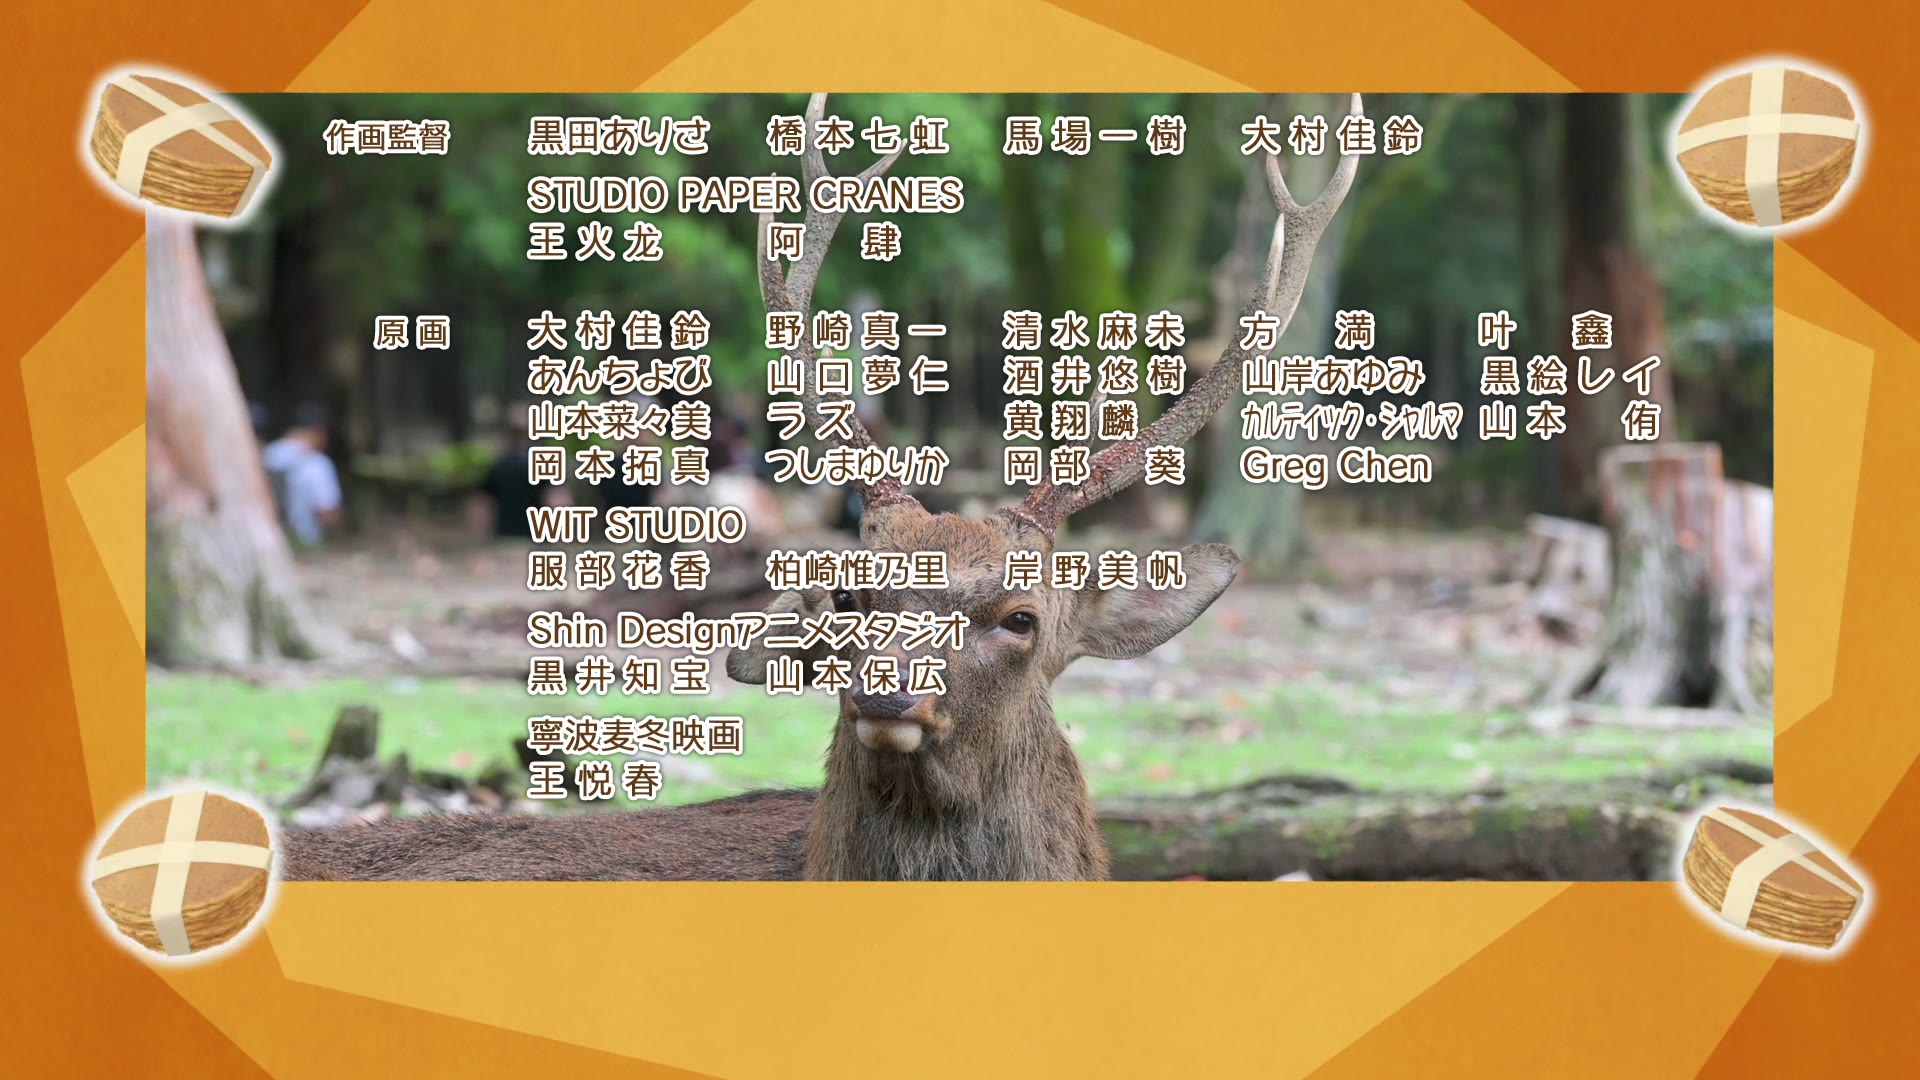 作画監督 黒田ありさ 橋本七虹 馬場一樹 大村佳鈴
STUDIO PAPER CRANES
王火龙 阿肆
原画 大村佳鈴 野崎真一 清水麻未 方満 叶鑫
あんちょび 山口夢仁 酒井悠樹 山岸あゆみ 黒絵レイ
山本菜々美 ラズ 黄翔麟 カルティック・シャルマ 山本侑
岡本拓真 つしまゆりか 岡部葵 Greg Chen
WIT STUDIO
服部花香 柏崎惟乃里 岸野美帆
Shin Designアニメスタジオ
黒井知宝 山本保広
寧波麦冬映画
王悦春